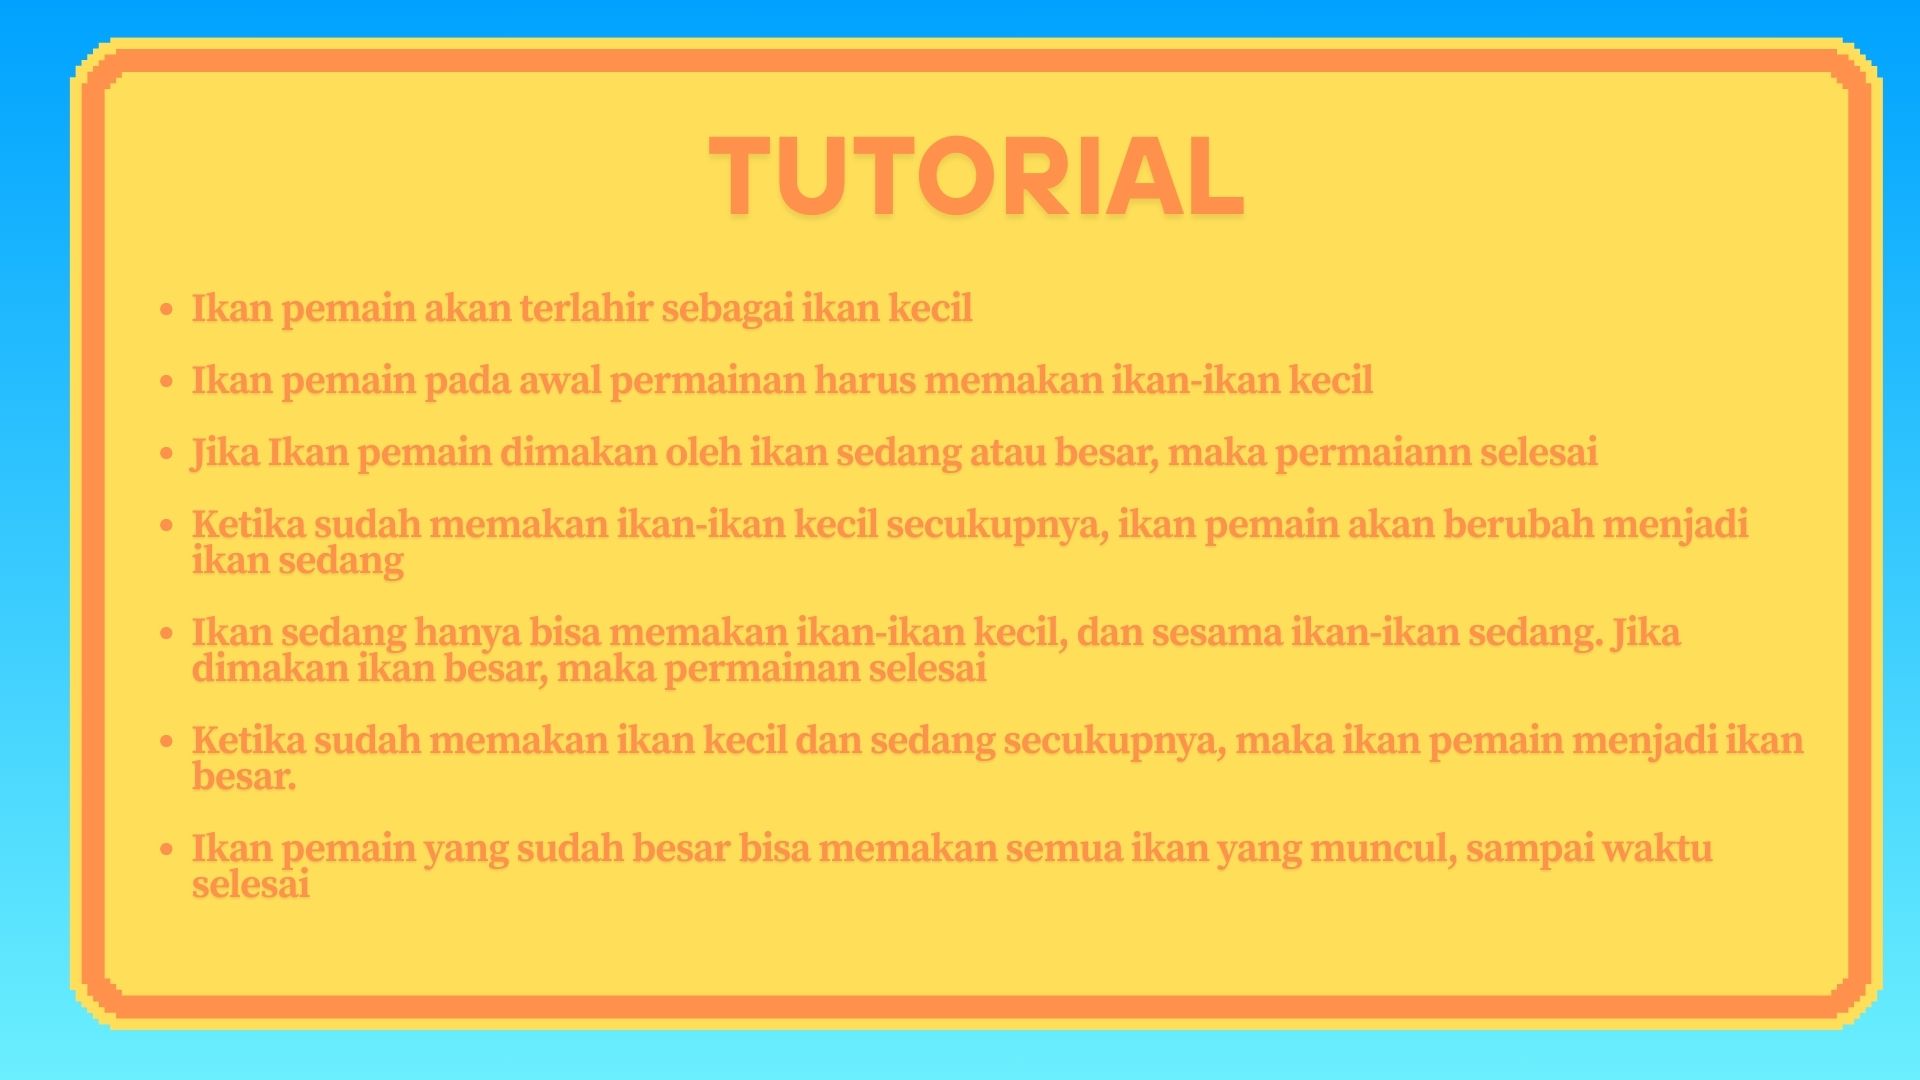 TUTORIAL
• Ikan pemain akan terlahir sebagai ikan kecil
• Ikan pemain pada awal permainan harus memakan ikan-ikan kecil
• Jika Ikan pemain dimakan oleh ikan sedang atau besar, maka permaiann selesai
• Ketika sudah memakan ikan-ikan kecil secukupnya, ikan pemain akan berubah menjadi
ikan sedang
• Ikan sedang hanya bisa memakan ikan-ikan kecil, dan sesama ikan-ikan sedang. Jika
dimakan ikan besar, maka permainan selesai
• Ketika sudah memakan ikan kecil dan sedang secukupnya, maka ikan pemain menjadi ikan
besar.
• Ikan pemain yang sudah besar bisa memakan semua ikan yang muncul, sampai waktu
selesai